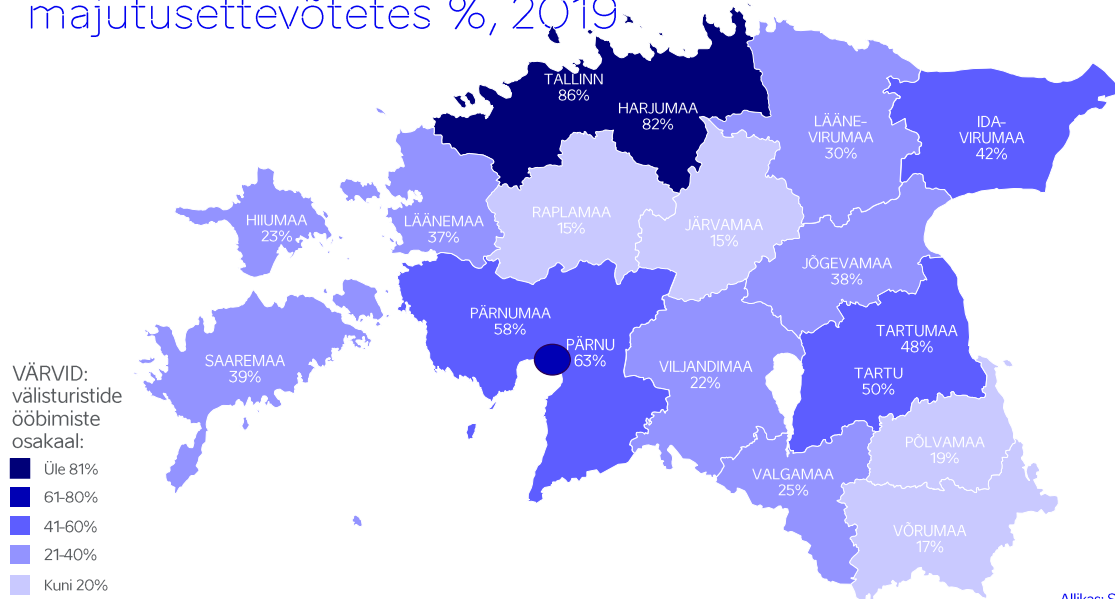 majutusettevõtetes %, 2019
TALLINN
86%
HARJUMAA
82%
LÄÄNE-
VIRUMAA
30%
IDA-
VIRUMAA
42%
HIIUMAA
23%
LÄÄNEMAA
37%
RAPLAMAA
15%
JÄRVAMAA
15%
JÕGEVAMAA
38%
PÄRNUMAA
58%
PÄRNU
63%
SAAREMAA
39%
VILJANDIMAA
22%
TARTUMAA
48%
TARTU
50%
PÕLVAMAA
19%
VALGAMAA
25%
VÕRUMAA
17%
VÄRVID:
välisturistide
ööbimiste
osakaal:
Üle 81%
61-80%
41-60%
21-40%
Kuni 20%
Allikas: S